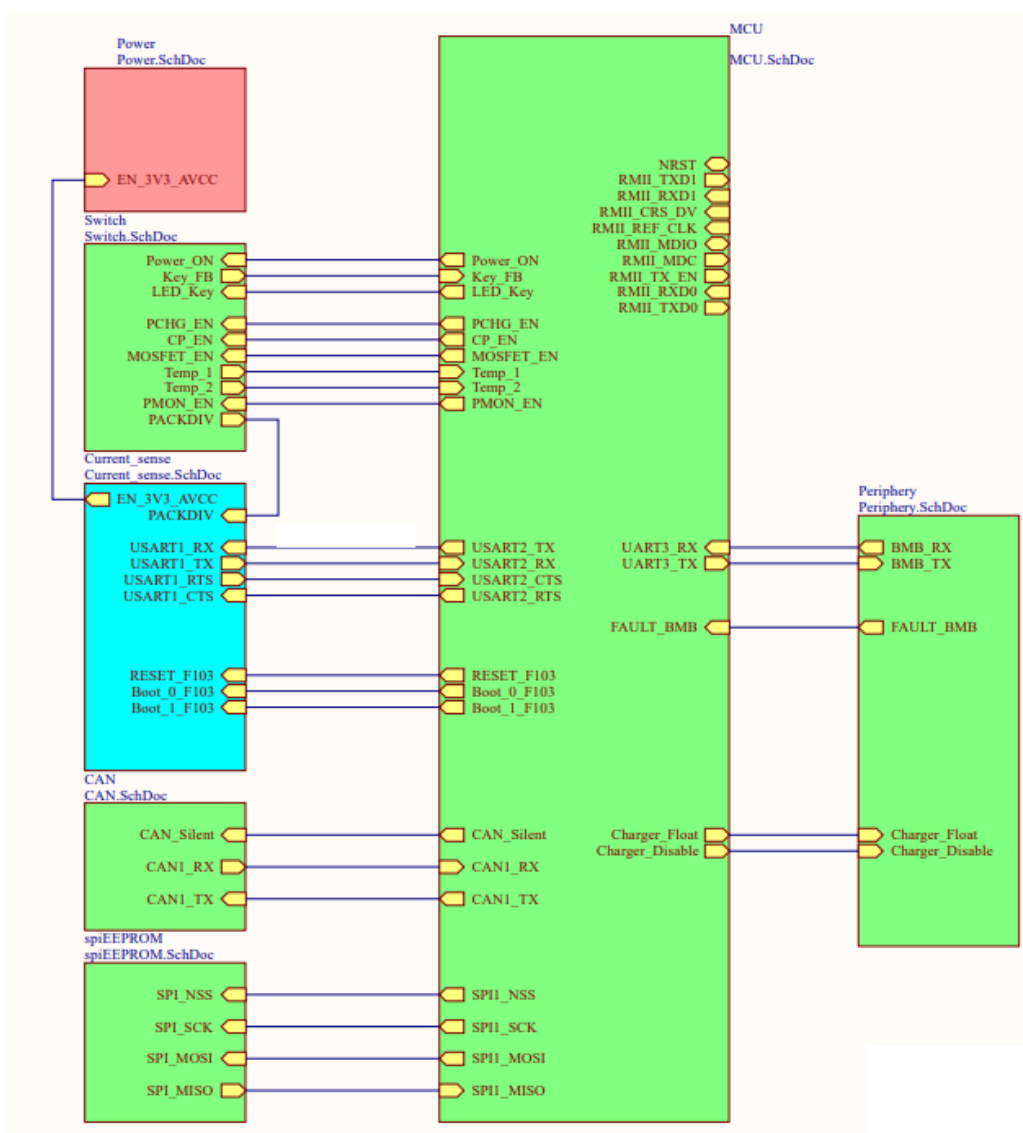 Power
Power.SchDoc
EN_3V3_AVCC
Switch
Switch.SchDoc
Power_ON
Key_FB
LED_Key
PCHG_EN
CP_EN
MOSFET_EN
Temp_1
Temp_2
PMON_EN
PACKDIV
Current_sense
Current_sense.SchDoc
EN_3V3_AVCC
PACKDIV
USART1_RX
USART1_TX
USART1_RTS
USART1_CTS
RESET_F103
Boot_0_F103
Boot_1_F103
CAN
CAN.SchDoc
CAN_Silent
CAN1_RX
CAN1_TX
spiEEPROM
spiEEPROM.SchDoc
SPI_NSS
SPI_SCK
SPI_MOSI
SPI_MISO
MCU
MCU.SchDoc
NRST
RMII_TXD1
RMII_RXD1
RMII_CRS_DV
RMII_REF_CLK
RMII_MDIO
RMII_MDC
RMII_TX_EN
RMII_RXD0
RMII_TXD0
Power_ON
Key_FB
LED_Key
PCHG_EN
CP_EN
MOSFET_EN
Temp_1
Temp_2
PMON_EN
USART2_TX
USART2_RX
USART2_CTS
USART2_RTS
RESET_F103
Boot_0_F103
Boot_1_F103
CAN_Silent
CAN1_RX
CAN1_TX
SPI1_NSS
SPI1_SCK
SPI1_MOSI
SPI1_MISO
UART3_RX
UART3_TX
FAULT_BMB
Charger_Float
Charger_Disable
Periphery
Periphery.SchDoc
BMB_RX
BMB_TX
FAULT_BMB
Charger_Float
Charger_Disable